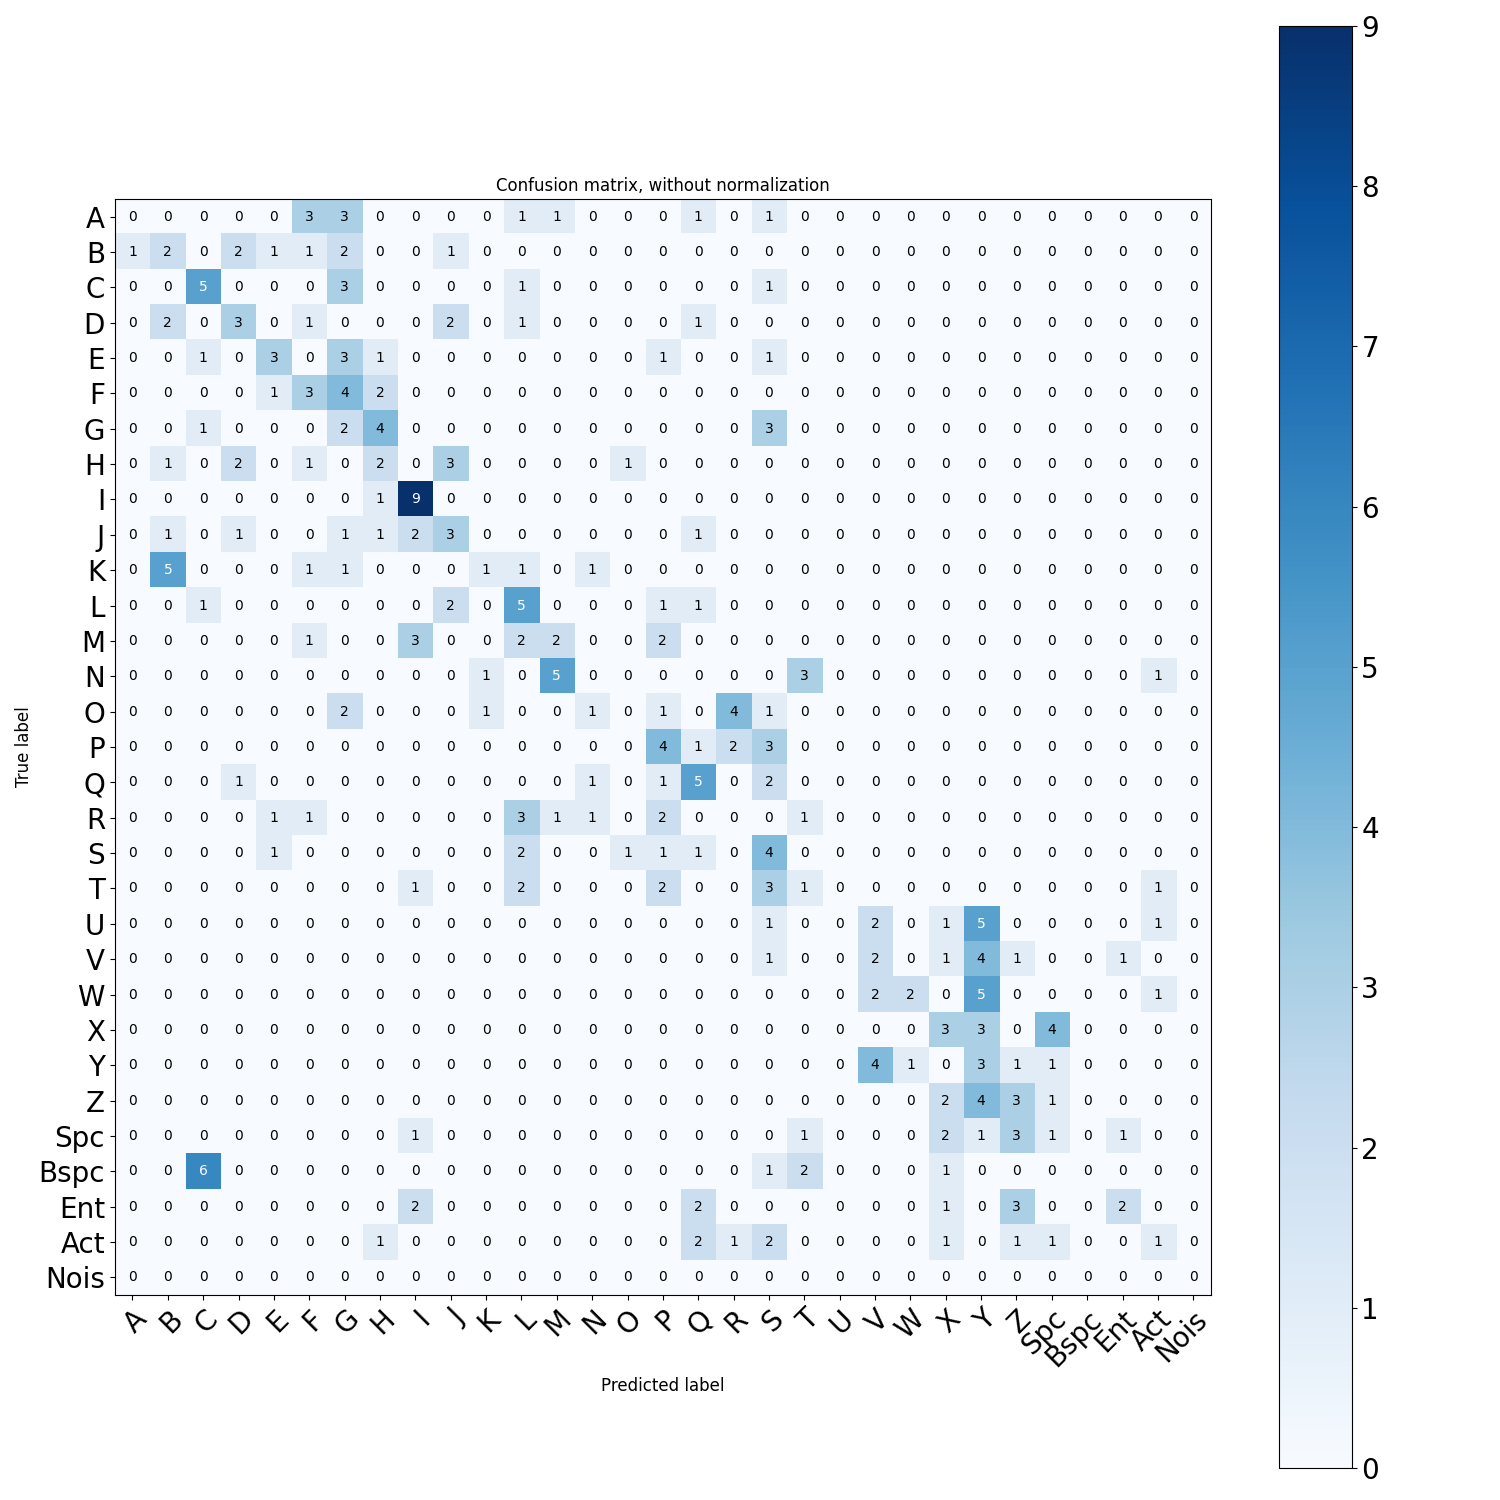 Confusion matrix, without normalization
A 0 0 0 0 0 3 3 0 0 0 0 1 1 0 0 0 1 0 1 0 0 0 0 0 0 0 0 0 0 0 0
B 1 2 0 2 1 1 2 0 0 1 0 0 0 0 0 0 0 0 0 0 0 0 0 0 0 0 0 0 0 0 0
C 0 0 5 0 0 0 3 0 0 0 0 1 0 0 0 0 0 0 1 0 0 0 0 0 0 0 0 0 0 0 0
D 0 2 0 3 0 1 0 0 0 2 0 1 0 0 0 0 1 0 0 0 0 0 0 0 0 0 0 0 0 0 0
E 0 0 1 0 3 0 3 1 0 0 0 0 0 0 0 1 0 0 1 0 0 0 0 0 0 0 0 0 0 0 0
F 0 0 0 0 1 3 4 2 0 0 0 0 0 0 0 0 0 0 0 0 0 0 0 0 0 0 0 0 0 0 0
G 0 0 1 0 0 0 2 4 0 0 0 0 0 0 0 0 0 0 3 0 0 0 0 0 0 0 0 0 0 0 0
H 0 1 0 2 0 1 0 2 0 3 0 0 0 0 1 0 0 0 0 0 0 0 0 0 0 0 0 0 0 0 0
I 0 0 0 0 0 0 0 1 9 0 0 0 0 0 0 0 0 0 0 0 0 0 0 0 0 0 0 0 0 0 0
J 0 1 0 1 0 0 1 1 2 3 0 0 0 0 0 0 1 0 0 0 0 0 0 0 0 0 0 0 0 0 0
K 0 5 0 0 0 1 1 0 0 0 1 1 0 1 0 0 0 0 0 0 0 0 0 0 0 0 0 0 0 0 0
L 0 0 1 0 0 0 0 0 0 2 0 5 0 0 0 1 1 0 0 0 0 0 0 0 0 0 0 0 0 0 0
M 0 0 0 0 0 1 0 0 3 0 0 2 2 0 0 2 0 0 0 0 0 0 0 0 0 0 0 0 0 0 0
N 0 0 0 0 0 0 0 0 0 0 1 0 5 0 0 0 0 0 0 3 0 0 0 0 0 0 0 0 0 1 0
O 0 0 0 0 0 0 2 0 0 0 1 0 0 1 0 1 0 4 1 0 0 0 0 0 0 0 0 0 0 0 0
P 0 0 0 0 0 0 0 0 0 0 0 0 0 0 0 4 1 2 3 0 0 0 0 0 0 0 0 0 0 0 0
Q 0 0 0 1 0 0 0 0 0 0 0 0 0 1 0 1 5 0 2 0 0 0 0 0 0 0 0 0 0 0 0
R 0 0 0 0 1 1 0 0 0 0 0 3 1 1 0 2 0 0 0 1 0 0 0 0 0 0 0 0 0 0 0
S 0 0 0 0 1 0 0 0 0 0 0 2 0 0 1 1 1 0 4 0 0 0 0 0 0 0 0 0 0 0 0
T 0 0 0 0 0 0 0 0 1 0 0 2 0 0 0 2 0 0 3 1 0 0 0 0 0 0 0 0 0 1 0
U 0 0 0 0 0 0 0 0 0 0 0 0 0 0 0 0 0 0 1 0 0 2 0 1 5 0 0 0 0 1 0
V 0 0 0 0 0 0 0 0 0 0 0 0 0 0 0 0 0 0 1 0 0 2 0 1 4 1 0 0 1 0 0
W 0 0 0 0 0 0 0 0 0 0 0 0 0 0 0 0 0 0 0 0 0 2 2 0 5 0 0 0 0 1 0
X 0 0 0 0 0 0 0 0 0 0 0 0 0 0 0 0 0 0 0 0 0 0 0 3 3 0 4 0 0 0 0
Y 0 0 0 0 0 0 0 0 0 0 0 0 0 0 0 0 0 0 0 0 0 4 1 0 3 1 1 0 0 0 0
Z 0 0 0 0 0 0 0 0 0 0 0 0 0 0 0 0 0 0 0 0 0 0 0 2 4 3 1 0 0 0 0
Spc 0 0 0 0 0 0 0 0 1 0 0 0 0 0 0 0 0 0 0 1 0 0 0 2 1 3 1 0 1 0 0
Bspc 0 0 6 0 0 0 0 0 0 0 0 0 0 0 0 0 0 0 1 2 0 0 0 1 0 0 0 0 0 0 0
Ent 0 0 0 0 0 0 0 0 2 0 0 0 0 0 0 0 2 0 0 0 0 0 0 1 0 3 0 0 2 0 0
Act 0 0 0 0 0 0 0 1 0 0 0 0 0 0 0 0 2 1 2 0 0 0 0 1 0 1 1 0 0 1 0
Nois 0 0 0 0 0 0 0 0 0 0 0 0 0 0 0 0 0 0 0 0 0 0 0 0 0 0 0 0 0 0 0
A B C D E F G H I J K L M N O P Q R S T U V W X Y Z Spc Bspc Ent Act Nois
Predicted label
True label
9
8
7
6
5
4
3
2
1
0